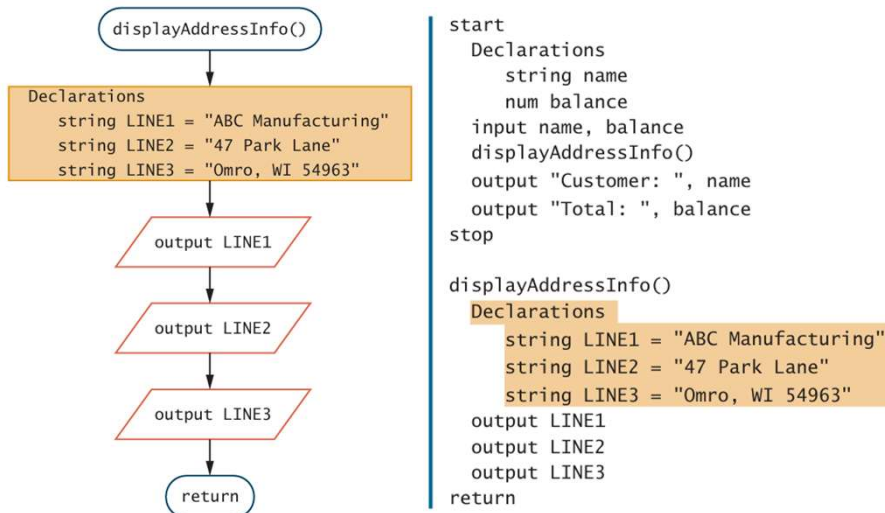 displayAddressInfo()
Declarations
string LINE1 = "ABC Manufacturing"
string LINE2 = "47 Park Lane"
string LINE3 = "Omro, WI 54963"
output LINE1
output LINE2
output LINE3
return
start
Declarations
string name
num balance
input name, balance
displayAddressInfo()
output "Customer: ", name
output "Total: ", balance
stop
displayAddressInfo()
Declarations
string LINE1 = "ABC Manufacturing"
string LINE2 = "47 Park Lane"
string LINE3 = "Omro, WI 54963"
output LINE1
output LINE2
output LINE3
return